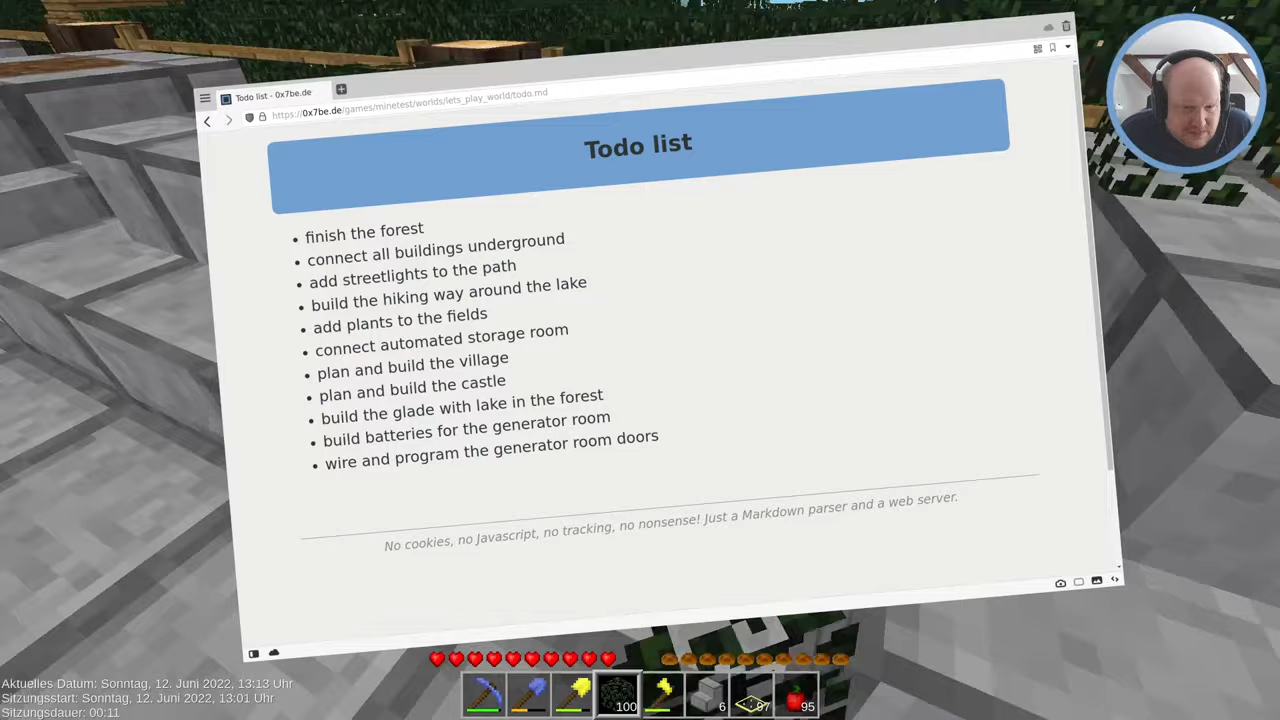 Todo list - 0x7be.de
https://0x7be.de/games/minetest/worlds/lets_play_world/todo.md
Todo list
• finish the forest
• connect all buildings underground
• add streetlights to the path
• build the hiking way around the lake
• add plants to the fields
• connect automated storage room
• plan and build the village
• plan and build the castle
• build the glade with lake in the forest
• build batteries for the generator room
• wire and program the generator room doors
No cookies, no Javascript, no tracking, no nonsense! Just a Markdown parser and a web server.
100
6
97
95
Aktuelles Datum: Sonntag, 12. Juni 2022, 13:13 Uhr
Sitzungsstart: Sonntag, 12. Juni 2022, 13:01 Uhr
Sitzungsdauer: 00:11